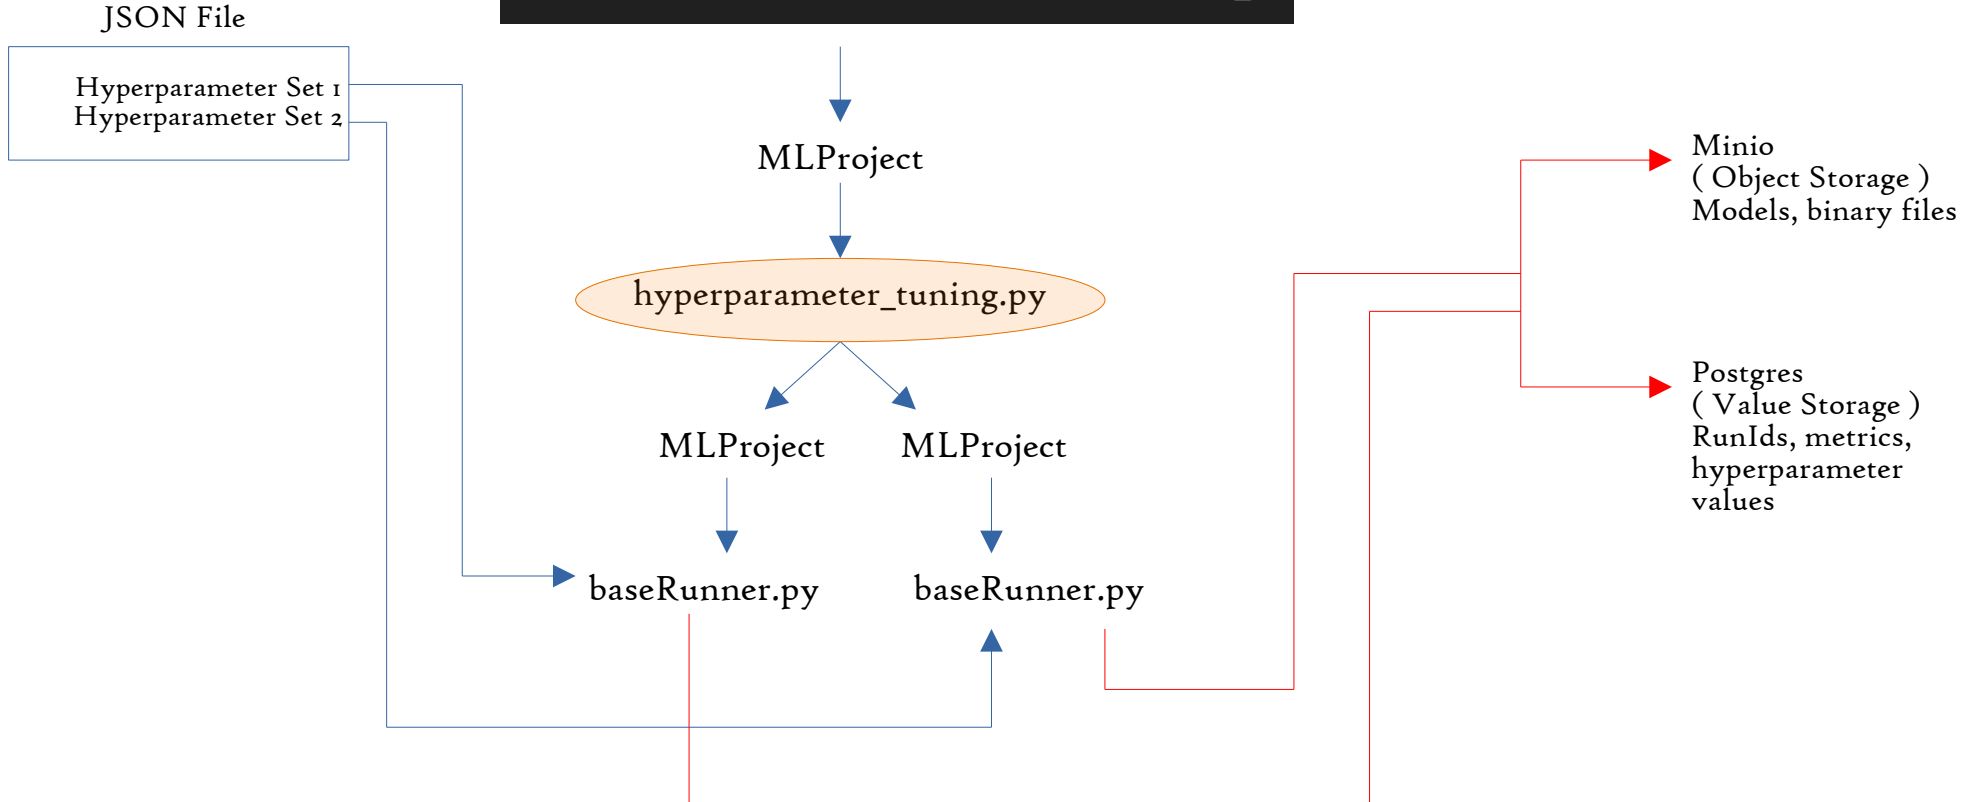 JSON File
Hyperparameter Set 1
Hyperparameter Set 2
MLProject
hyperparameter_tuning.py
MLProject
MLProject
baseRunner.py
baseRunner.py
Minio
( Object Storage )
Models, binary files
Postgres
( Value Storage )
RunIds, metrics,
hyperparameter
values